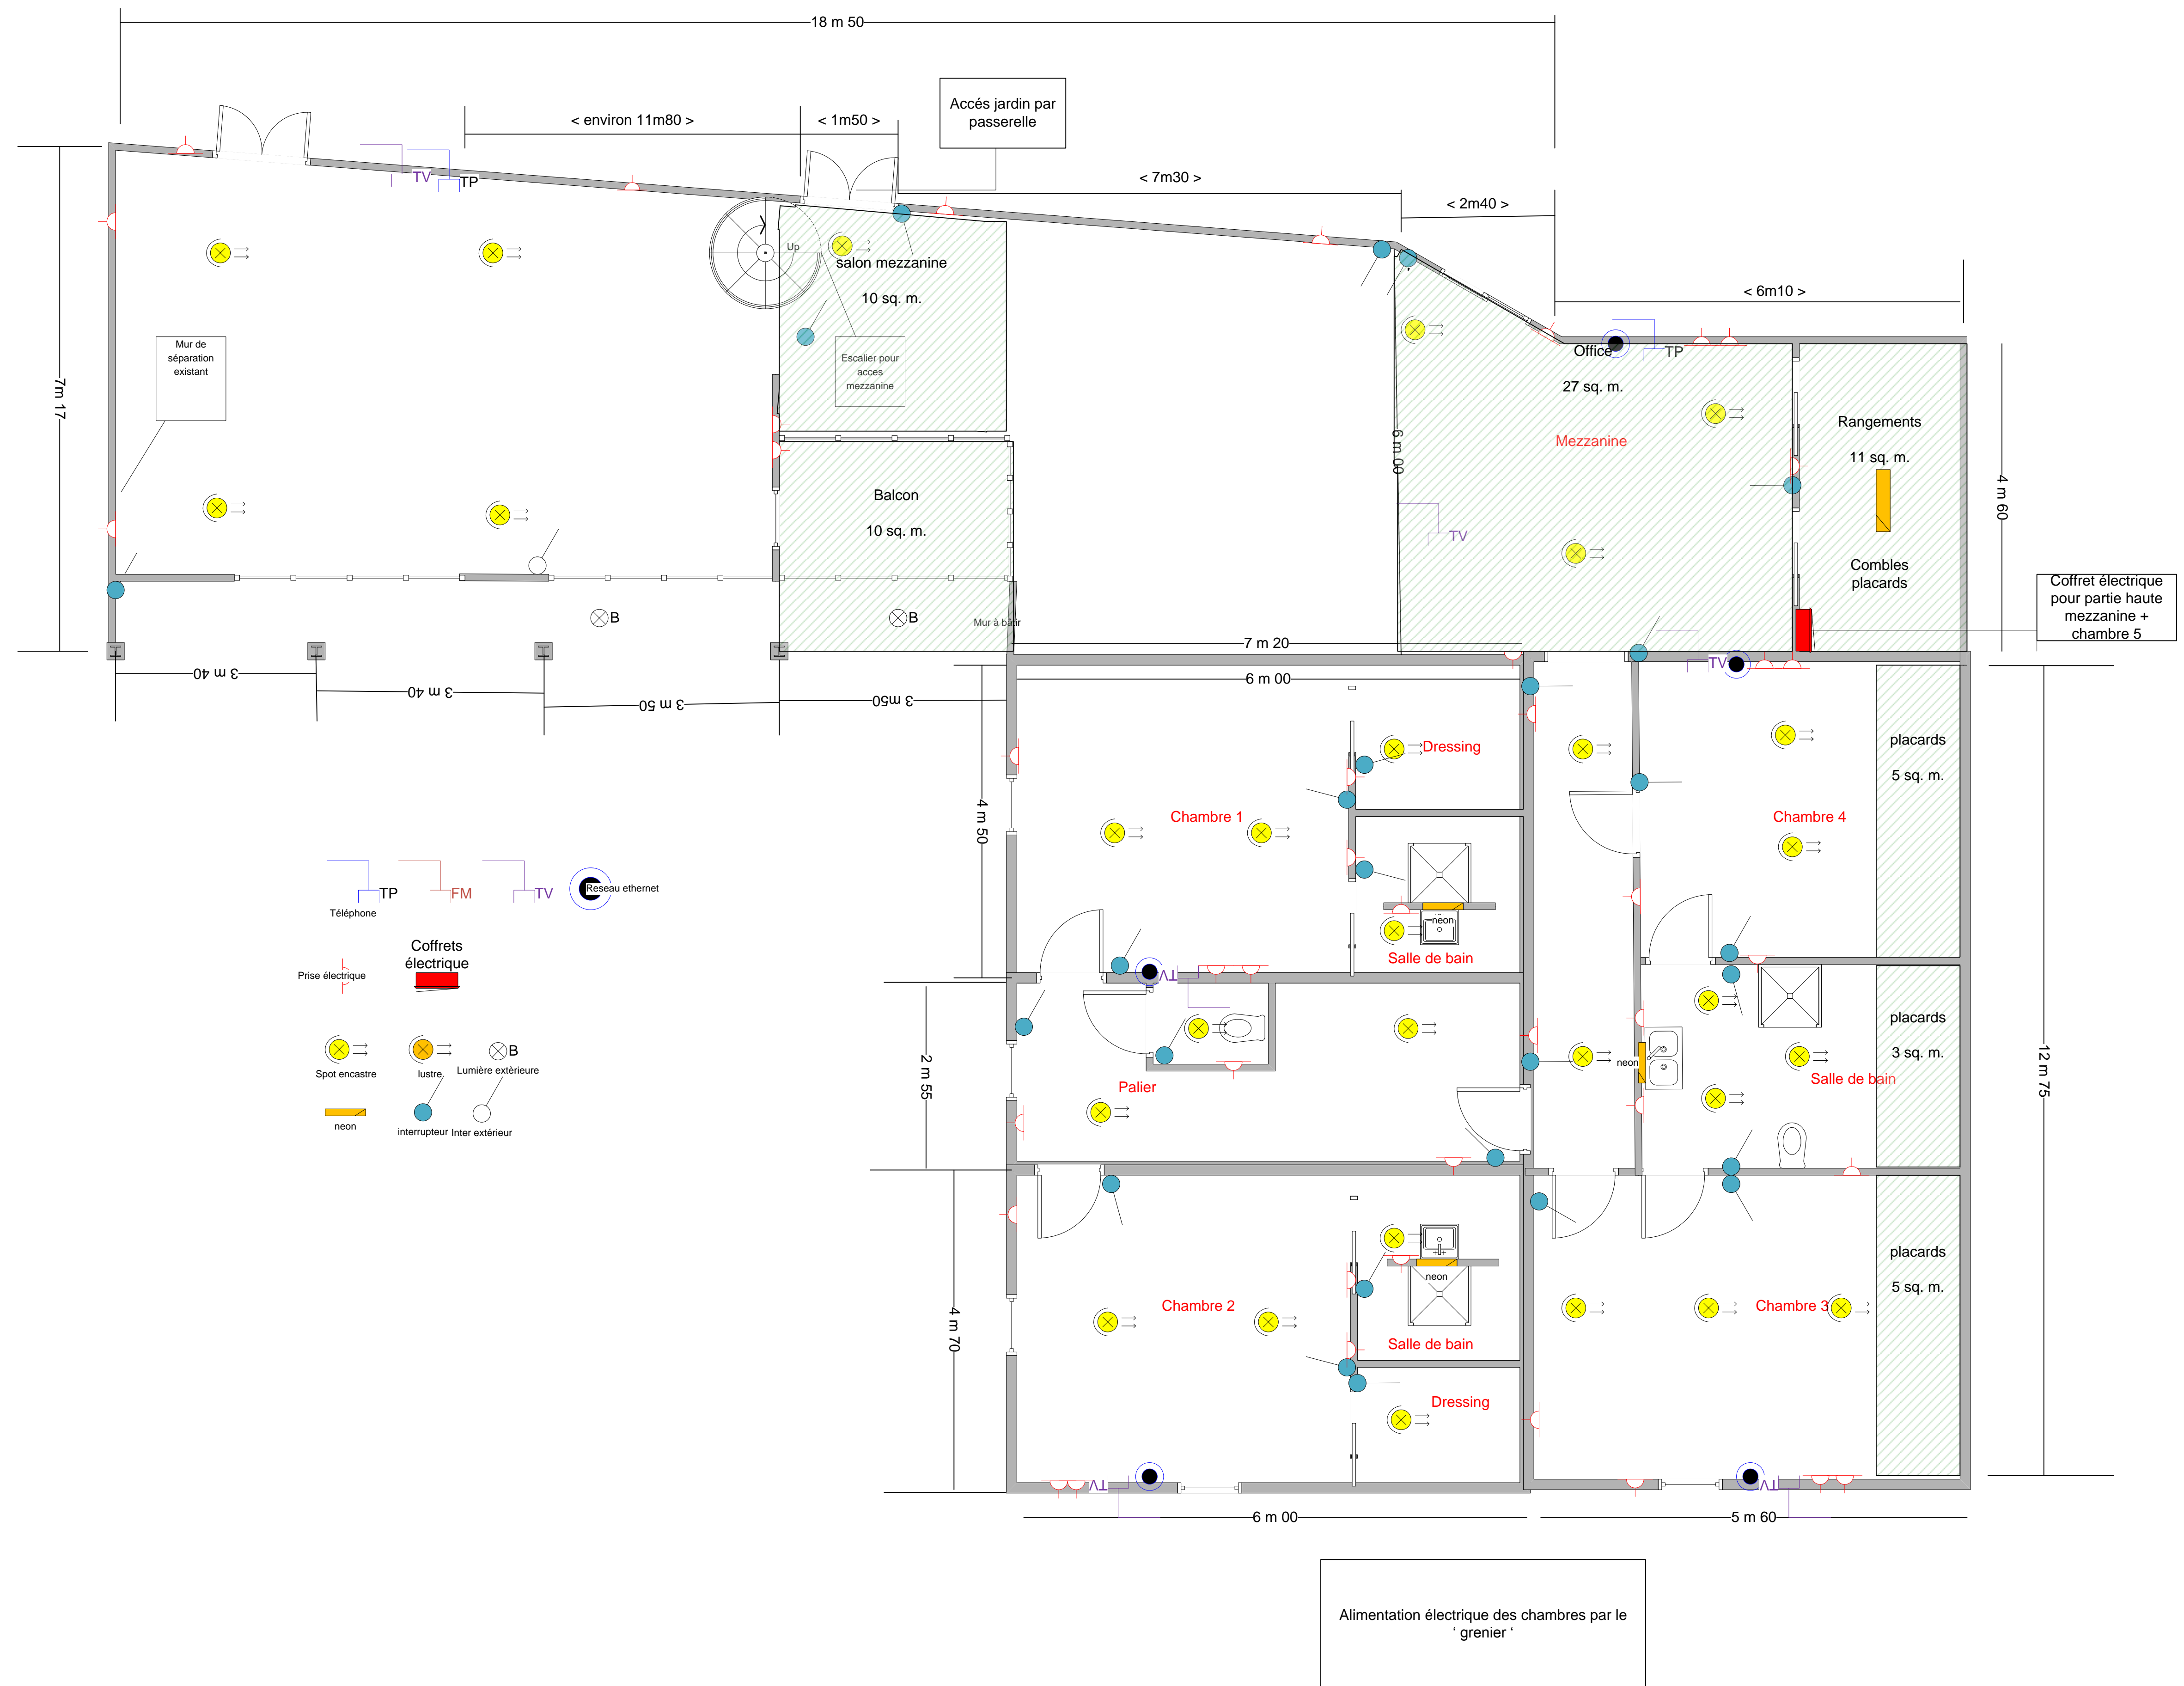 18 m 50
Accés jardin par
passerelle
< environ 11m80 >
< 1m50 >
< 7m30 >
< 2m40 >
< 6m10 >
TV
TP
Up
salon mezzanine
10 sq. m.
Mur de
séparation
existant
Escalier pour
acces
mezzanine
7m 17
Office
27 sq. m.
TP
Mezzanine
6 m 00
TV
Rangements
11 sq. m.
Combles
placards
4 m 60
Balcon
10 sq. m.
Coffret électrique
pour partie haute
mezzanine +
chambre 5
B
B
Mur à bâtir
3 m 40
3 m 40
3 m 50
3 m50
7 m 20
6 m 00
TV
Dressing
placards
5 sq. m.
4 m 50
Chambre 1
Chambre 4
TP
FM
TV
Reseau ethernet
Téléphone
neon
Coffrets
électrique
Salle de bain
Prise électrique
TV
placards
3 sq. m.
B
Spot encastre
lustre
Lumière extèrieure
neon
Salle de bain
2 m 55
Palier
12 m 75
neon
interrupteur
Inter extérieur
placards
5 sq. m.
neon
Chambre 2
Chambre 3
4 m 70
Salle de bain
Dressing
TV
TV
6 m 00
5 m 60
Alimentation électrique des chambres par le
‘ grenier ‘